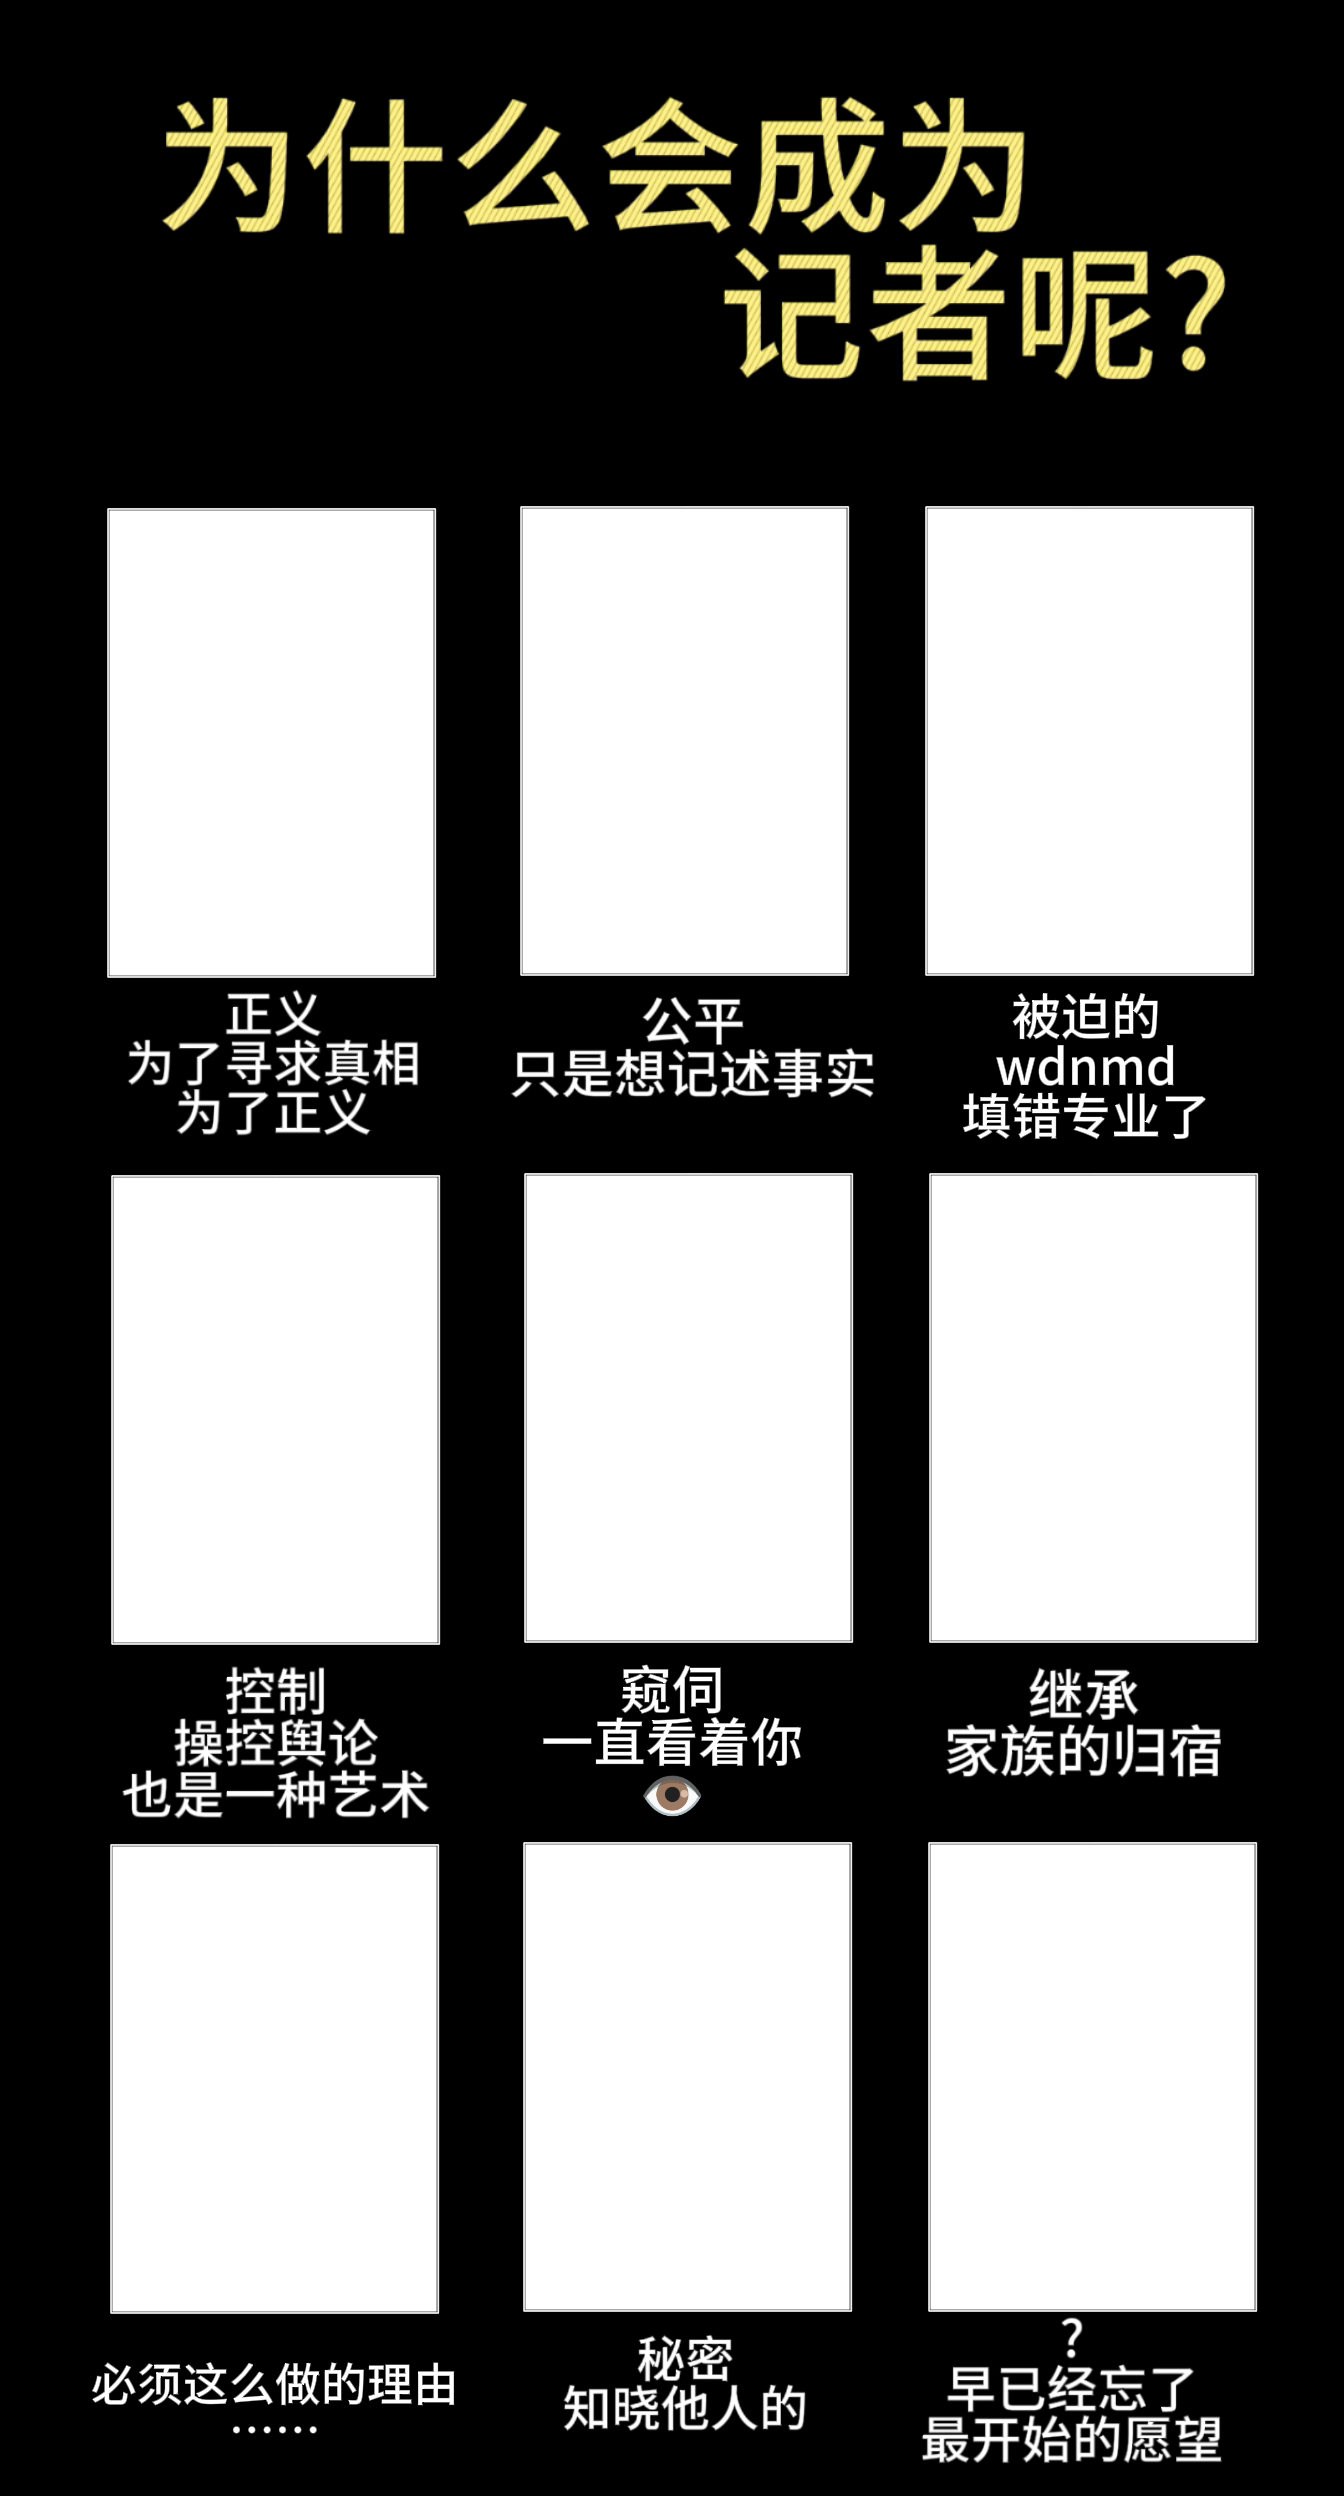 为什么会成为
记者呢？
正义
为了寻求真相
为了正义
公平
只是想记述事实
被迫的
wdnmd
填错专业了
控制
操控舆论
也是一种艺术
窥伺
一直看着你
👁
继承
家族的归宿
必须这么做的理由
……
秘密
知晓他人的
？
早已经忘了
最开始的愿望